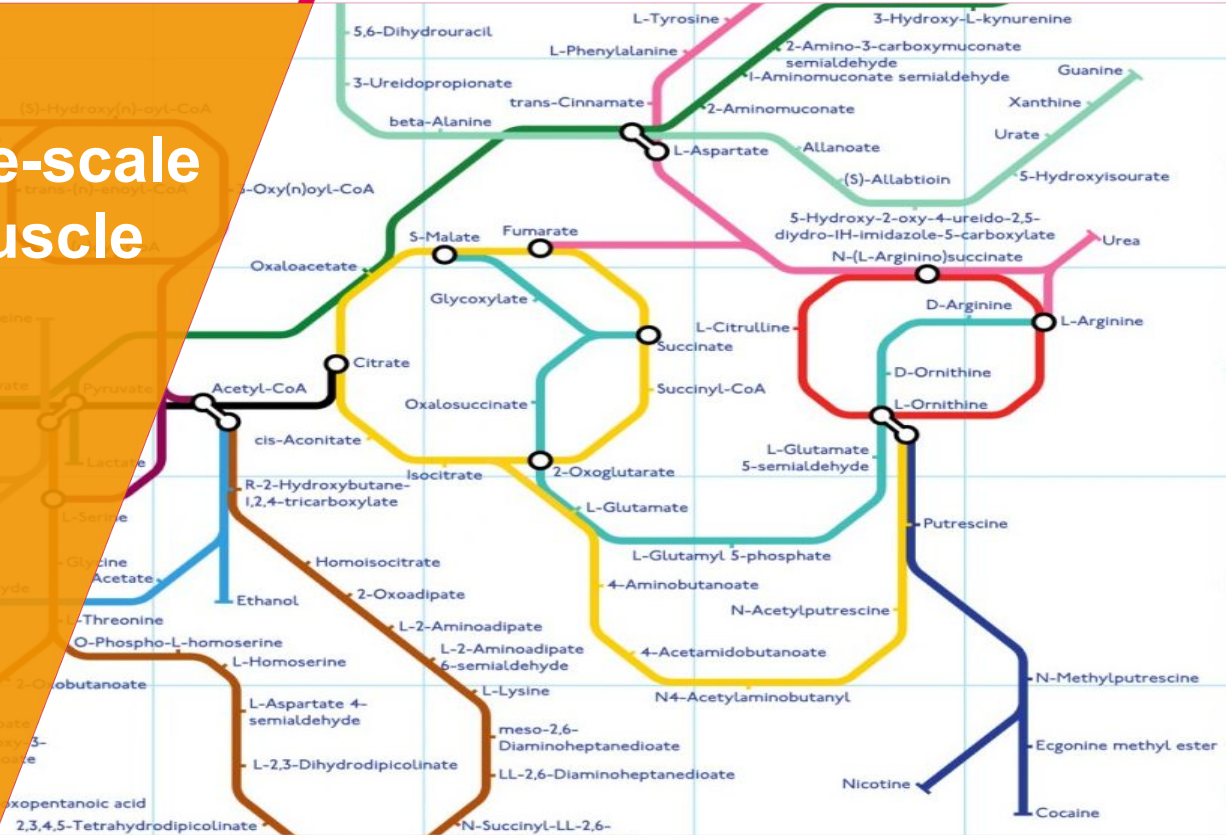 L-Tyrosine
3-Hydroxy-L-kynurenine
5,6-Dihydrouracil
2-Amino-3-carboxymuconate
semialdehyde
L-Phenylalanine
Guanine
1-Aminomuconate semialdehyde
3-Ureidopropionate
trans-Cinnamate
2-Aminomuconate
Xanthine
(S)-Hydroxy(n)-oyl-CoA
beta-Alanine
Urate
L-Aspartate
Allanoate
e-scale
uscle
(S)-Allabtioin
5-Hydroxyisourate
trans-(n)-enoyl-CoA
3-Oxy(n)oyl-CoA
5-Hydroxy-2-oxy-4-ureido-2,5-
diydro-IH-imidazole-5-carboxylate
S-Malate
Fumarate
Urea
N-(L-Arginino)succinate
Oxaloacetate
Glycoxylate
D-Arginine
L-Citrulline
L-Arginine
Succinate
Citrate
D-Ornithine
Pyruvate
Acetyl-CoA
Succinyl-CoA
Oxalosuccinate
L-Ornithine
cis-Aconitate
L-Glutamate
5-semialdehyde
Lactate
Isocitrate
2-Oxoglutarate
R-2-Hydroxybutane-
1,2,4-tricarboxylate
L-Glutamate
L-Serine
Putrescine
L-Glutamyl 5-phosphate
Glycine
Homoisocitrate
Acetate
4-Aminobutanoate
2-Oxoadipate
Ethanol
N-Acetylputrescine
L-Threonine
L-2-Aminoadipate
O-Phospho-L-homoserine
L-2-Aminoadipate
6-semialdehyde
4-Acetamidobutanoate
L-Homoserine
N-Methylputrescine
2-Oxobutanoate
L-Lysine
N4-Acetylaminobutanyl
L-Aspartate 4-
semialdehyde
meso-2,6-
Diaminoheptanedioate
Ecgonine methyl ester
L-2,3-Dihydrodipicolinate
LL-2,6-Diaminoheptanedioate
Nicotine
oxopentanoic acid
Cocaine
2,3,4,5-Tetrahydrodipicolinate
N-Succinyl-LL-2,6-